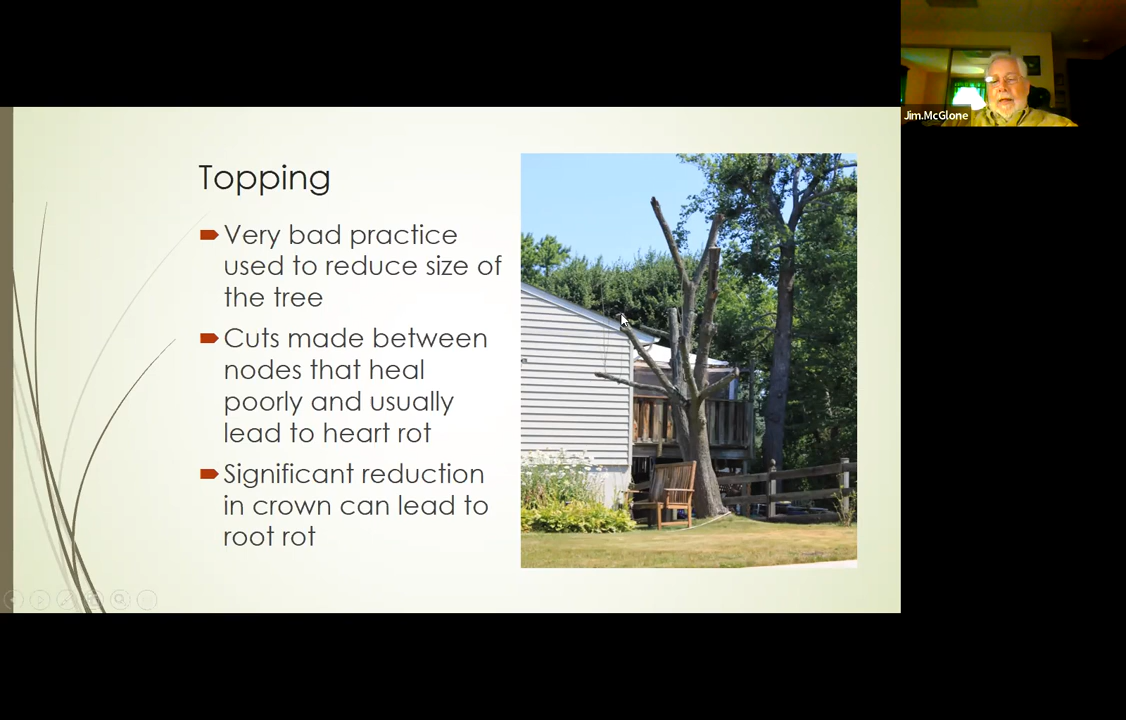 Jim.McGlone
Topping
Very bad practice
used to reduce size of
the tree
Cuts made between
nodes that heal
poorly and usually
lead to heart rot
Significant reduction
in crown can lead to
root rot